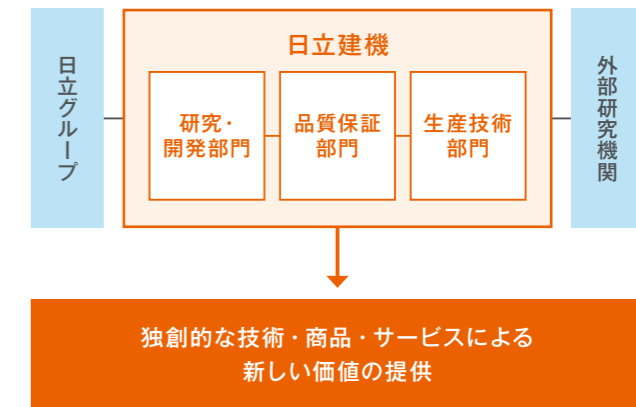 日立グループ
日立建機
研究・
開発部門
品質保証
部門
生産技術
部門
外部研究機関
独創的な技術・商品・サービスによる
新しい価値の提供